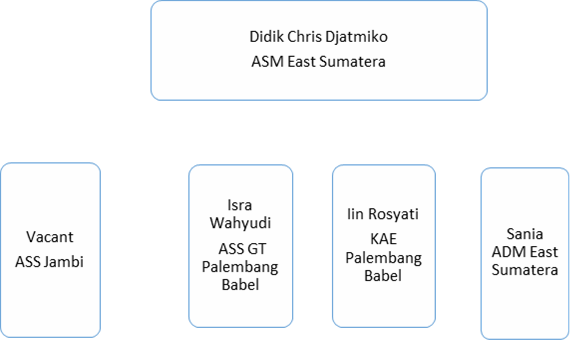 Didik Chris Djatmiko
ASM East Sumatera
Vacant
ASS Jambi
Isra
Wahyudi
ASS GT
Palembang
Babel
Iin Rosyati
KAE
Palembang
Babel
Sania
ADM East
Sumatera